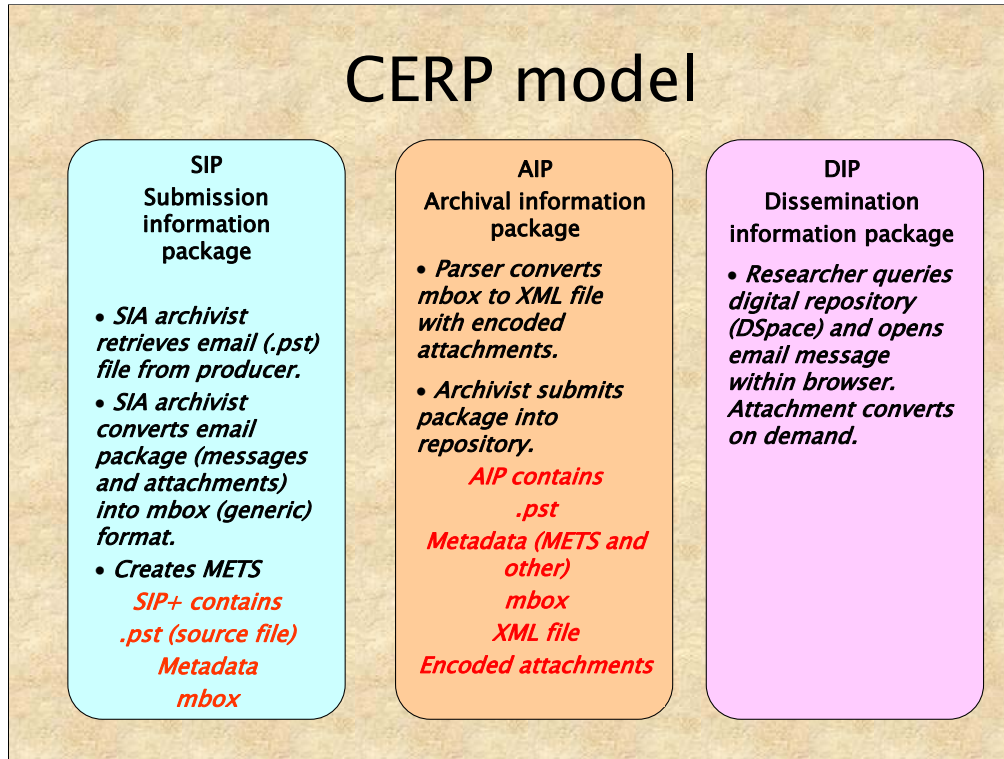 CERP model
SIP
Submission
information
package
• SIA archivist
retrieves email (.pst)
file from producer.
• SIA archivist
converts email
package (messages
and attachments)
into mbox (generic)
format.
• Creates METS
SIP+ contains
.pst (source file)
Metadata
mbox
AIP
Archival information
package
• Parser converts
mbox to XML file
with encoded
attachments.
• Archivist submits
package into
repository.
AIP contains
.pst
Metadata (METS and
other)
mbox
XML file
Encoded attachments
DIP
Dissemination
information package
• Researcher queries
digital repository
(DSpace) and opens
email message
within browser.
Attachment converts
on demand.